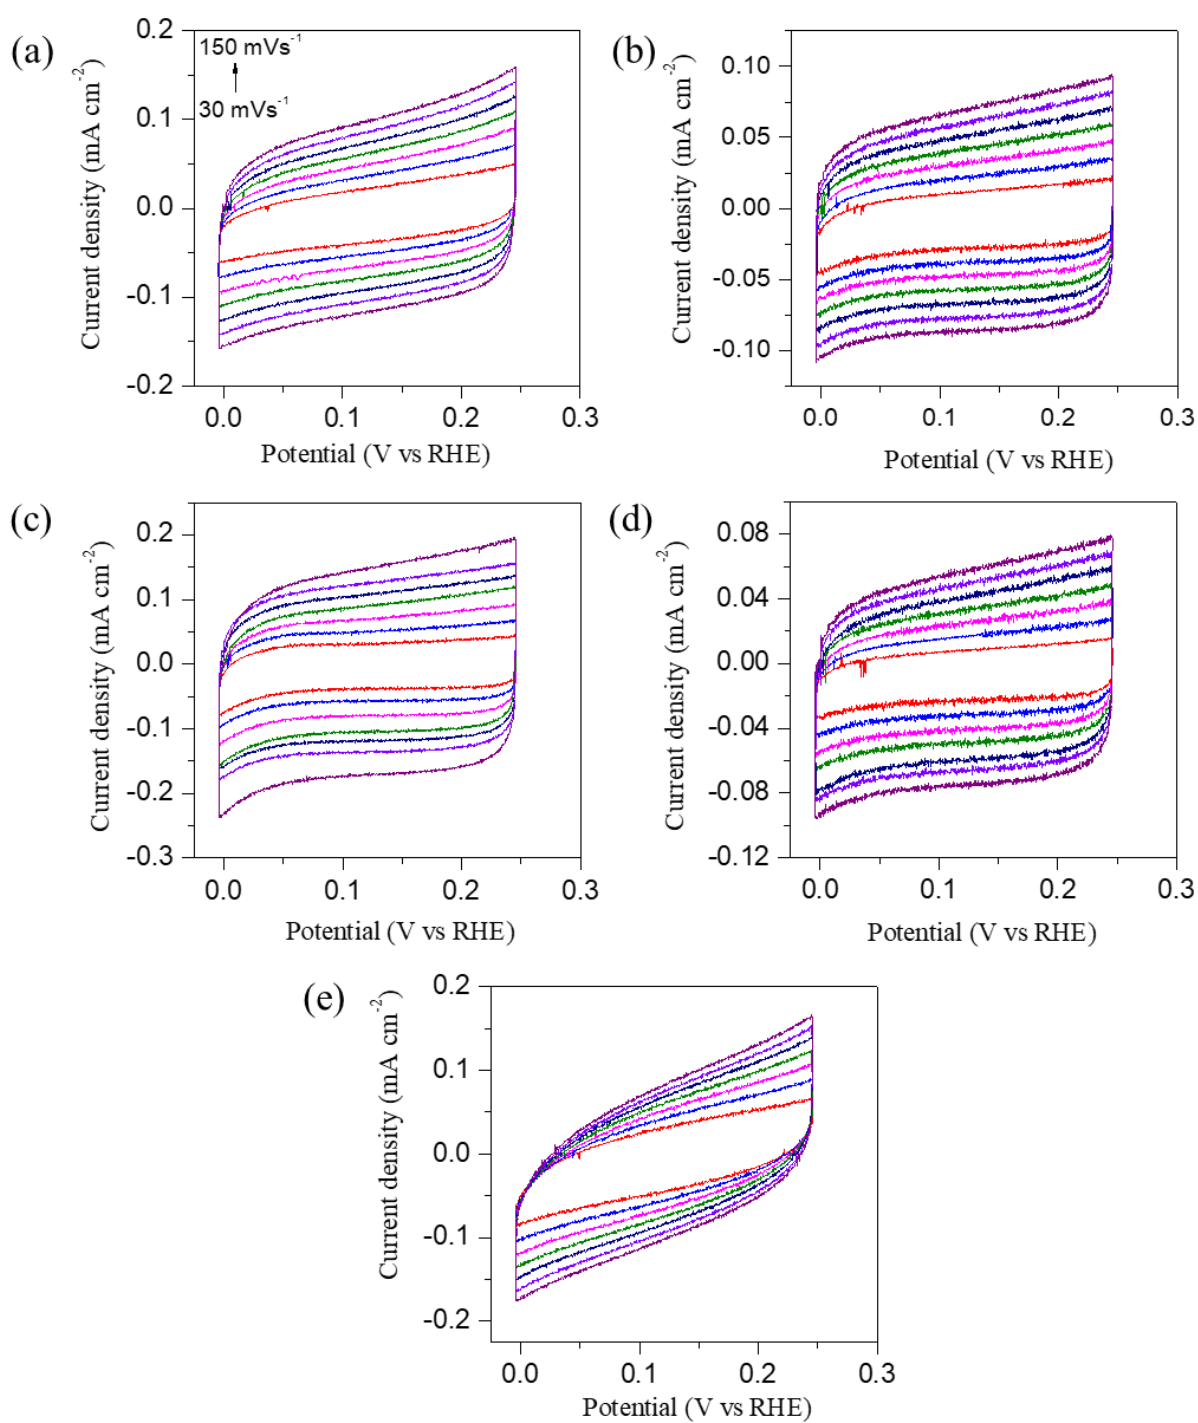 (a)
150 mVs⁻¹
30 mVs⁻¹
Current density (mA cm⁻²)
0.2
0.1
0.0
-0.1
-0.2
0.0 0.1 0.2 0.3
Potential (V vs RHE)
(b)
Current density (mA cm⁻²)
0.10
0.05
0.00
-0.05
-0.10
0.0 0.1 0.2 0.3
Potential (V vs RHE)
(c)
Current density (mA cm⁻²)
0.2
0.1
0.0
-0.1
-0.2
-0.3
0.0 0.1 0.2 0.3
Potential (V vs RHE)
(d)
Current density (mA cm⁻²)
0.08
0.04
0.00
-0.04
-0.08
-0.12
0.0 0.1 0.2 0.3
Potential (V vs RHE)
(e)
Current density (mA cm⁻²)
0.2
0.1
0.0
-0.1
-0.2
0.0 0.1 0.2 0.3
Potential (V vs RHE)